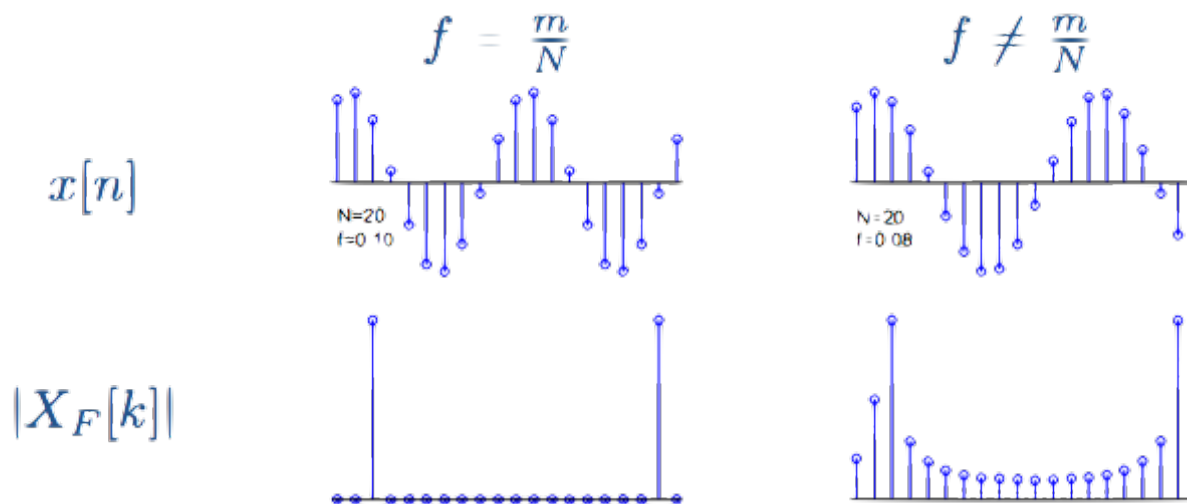 f = m/N
f ≠ m/N
x[n]
N=20
f=0.10
N=20
f=0.08
|X_F[k]|